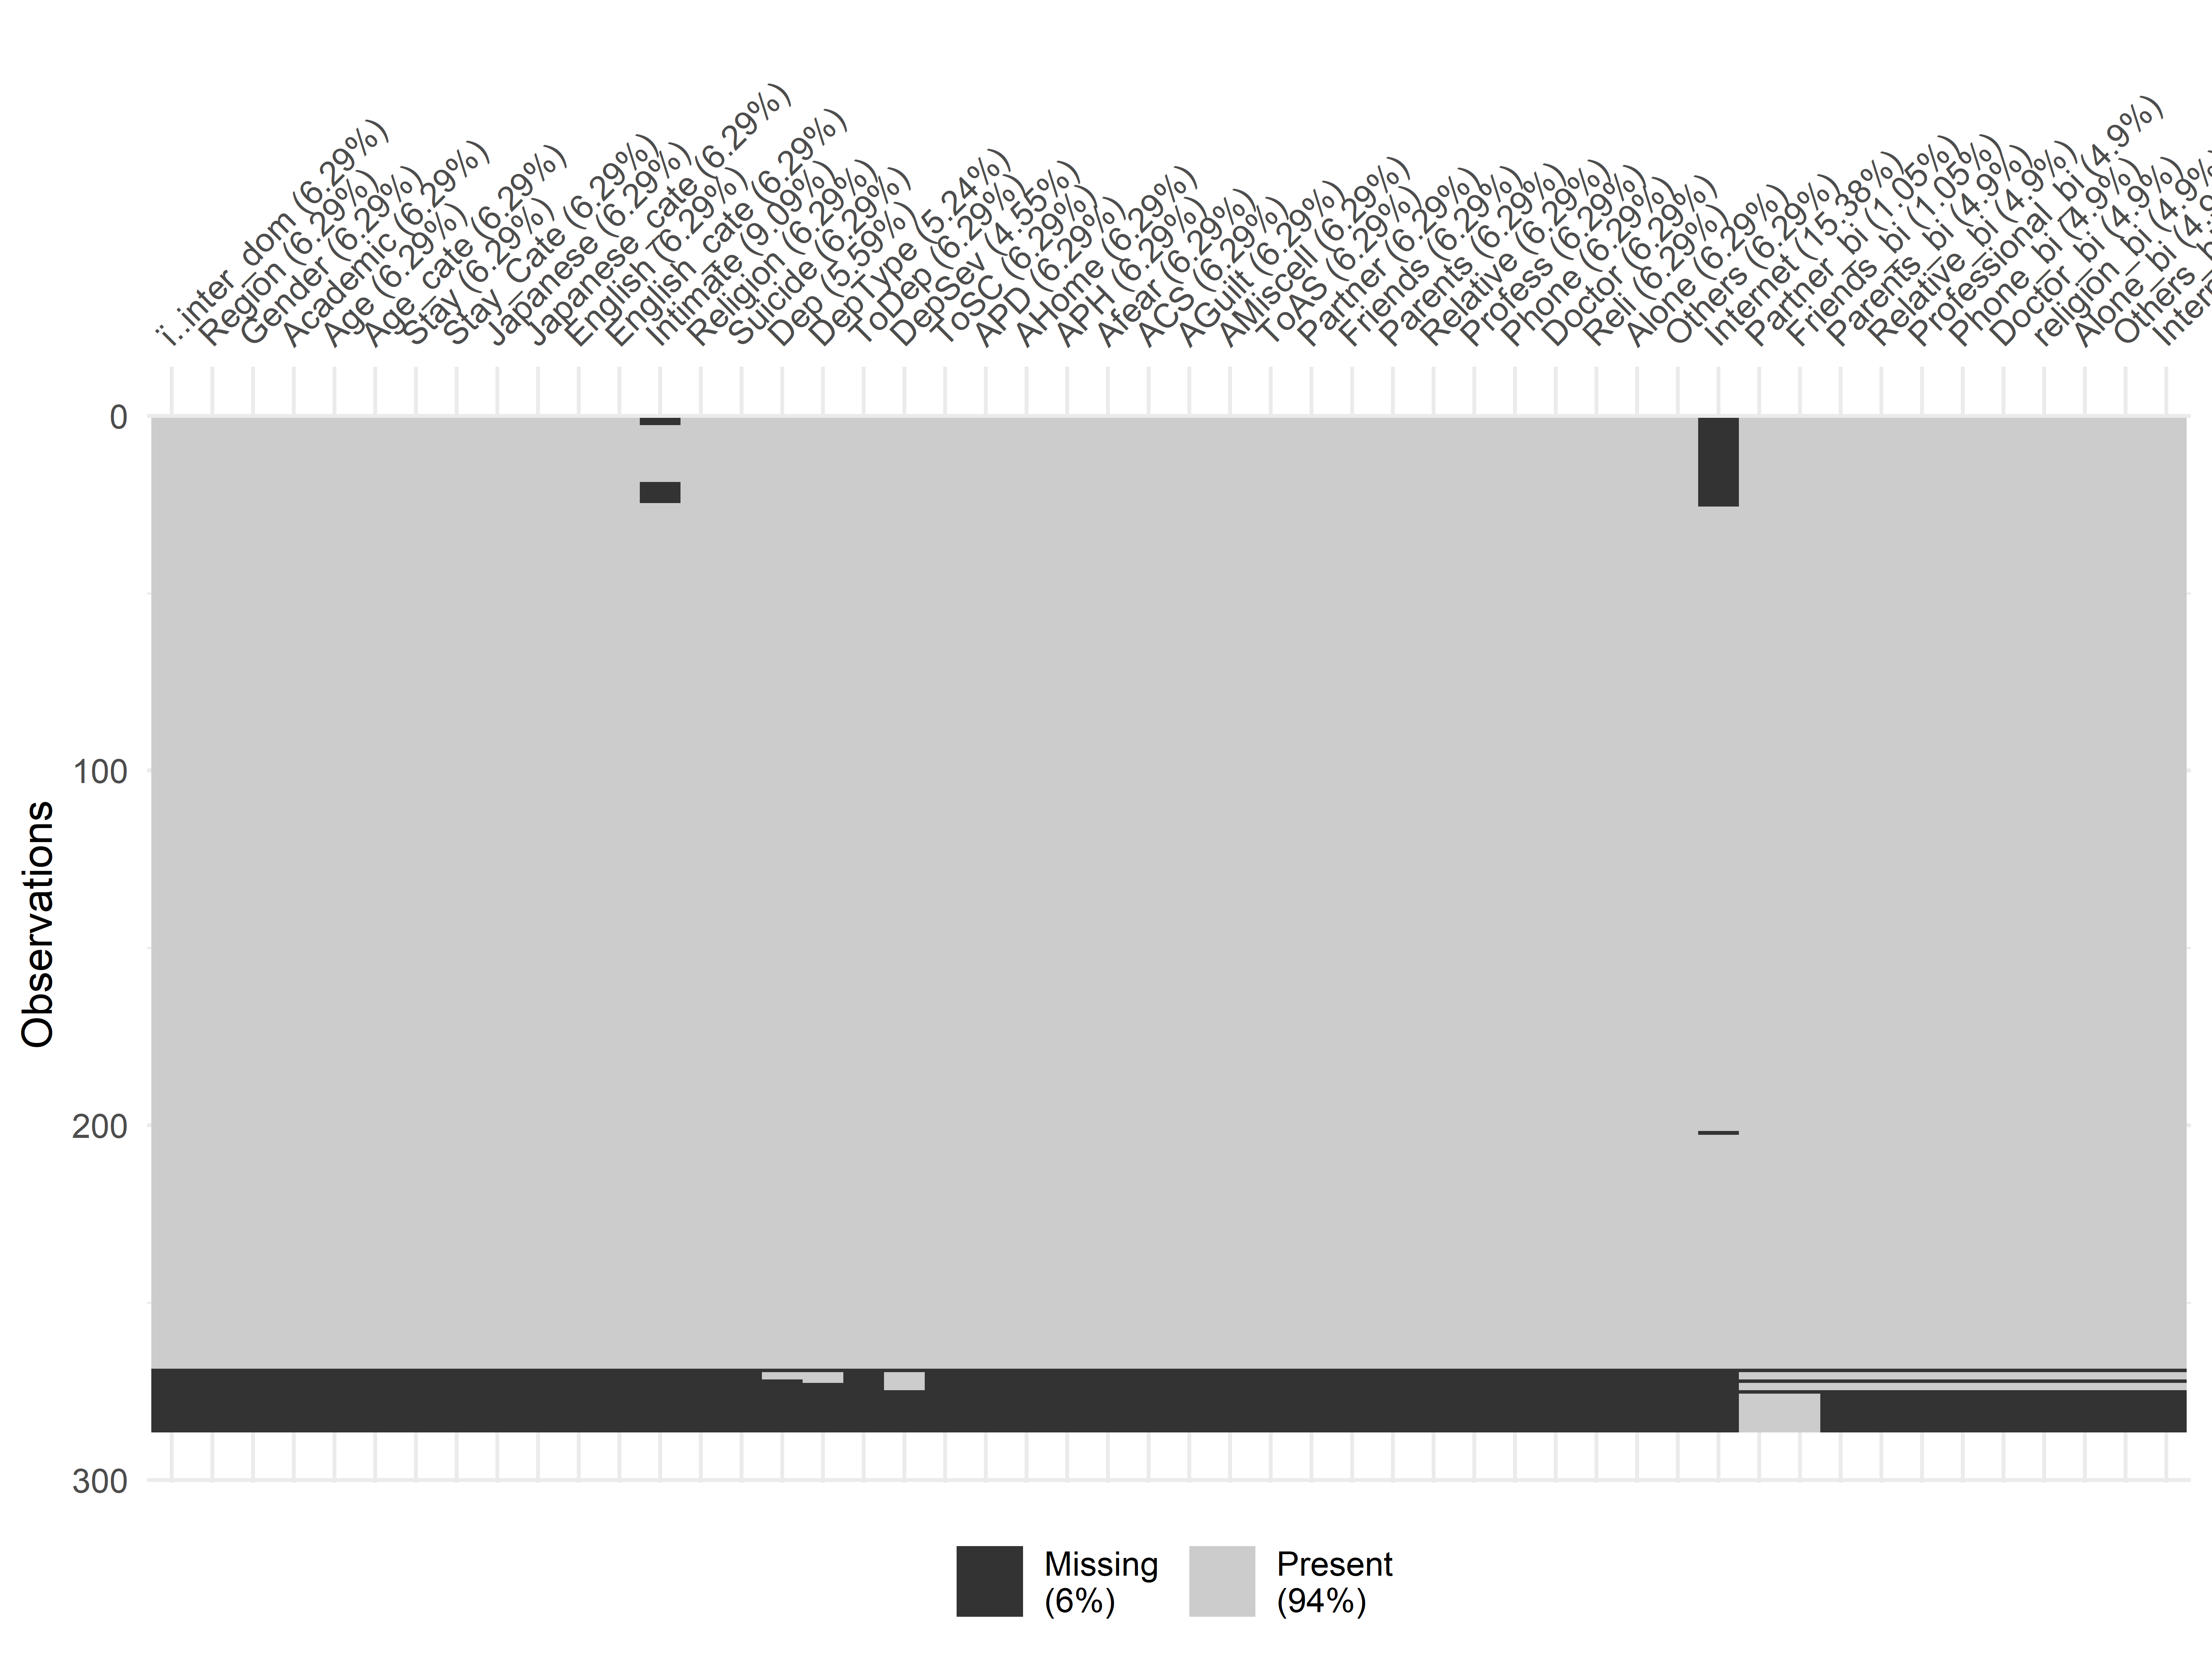 ï..inter_dom (6.29%)
Region (6.29%)
Gender (6.29%)
Academic (6.29%)
Age (6.29%)
Age_cate (6.29%)
Stay (6.29%)
Stay_Cate (6.29%)
Japanese (6.29%)
Japanese_cate (6.29%)
English (6.29%)
English_cate (6.29%)
Intimate (9.09%)
Religion (6.29%)
Suicide (6.29%)
Dep (5.59%)
DepType (5.24%)
ToDep (6.29%)
DepSev (4.55%)
ToSC (6.29%)
APD (6.29%)
AHome (6.29%)
APH (6.29%)
Afear (6.29%)
ACS (6.29%)
AGuilt (6.29%)
AMiscell (6.29%)
ToAS (6.29%)
Partner (6.29%)
Friends (6.29%)
Parents (6.29%)
Relative (6.29%)
Profess (6.29%)
Phone (6.29%)
Doctor (6.29%)
Reli (6.29%)
Alone (6.29%)
Others (6.29%)
Internet (15.38%)
Partner_bi (1.05%)
Friends_bi (1.05%)
Parents_bi (4.9%)
Relative_bi (4.9%)
Professional_bi (4.9%)
Phone_bi (4.9%)
Doctor_bi (4.9%)
religion_bi (4.9%
Alone_bi (4.9
Others_b
Intern
0
100
200
300
Observations
Missing
(6%)
Present
(94%)